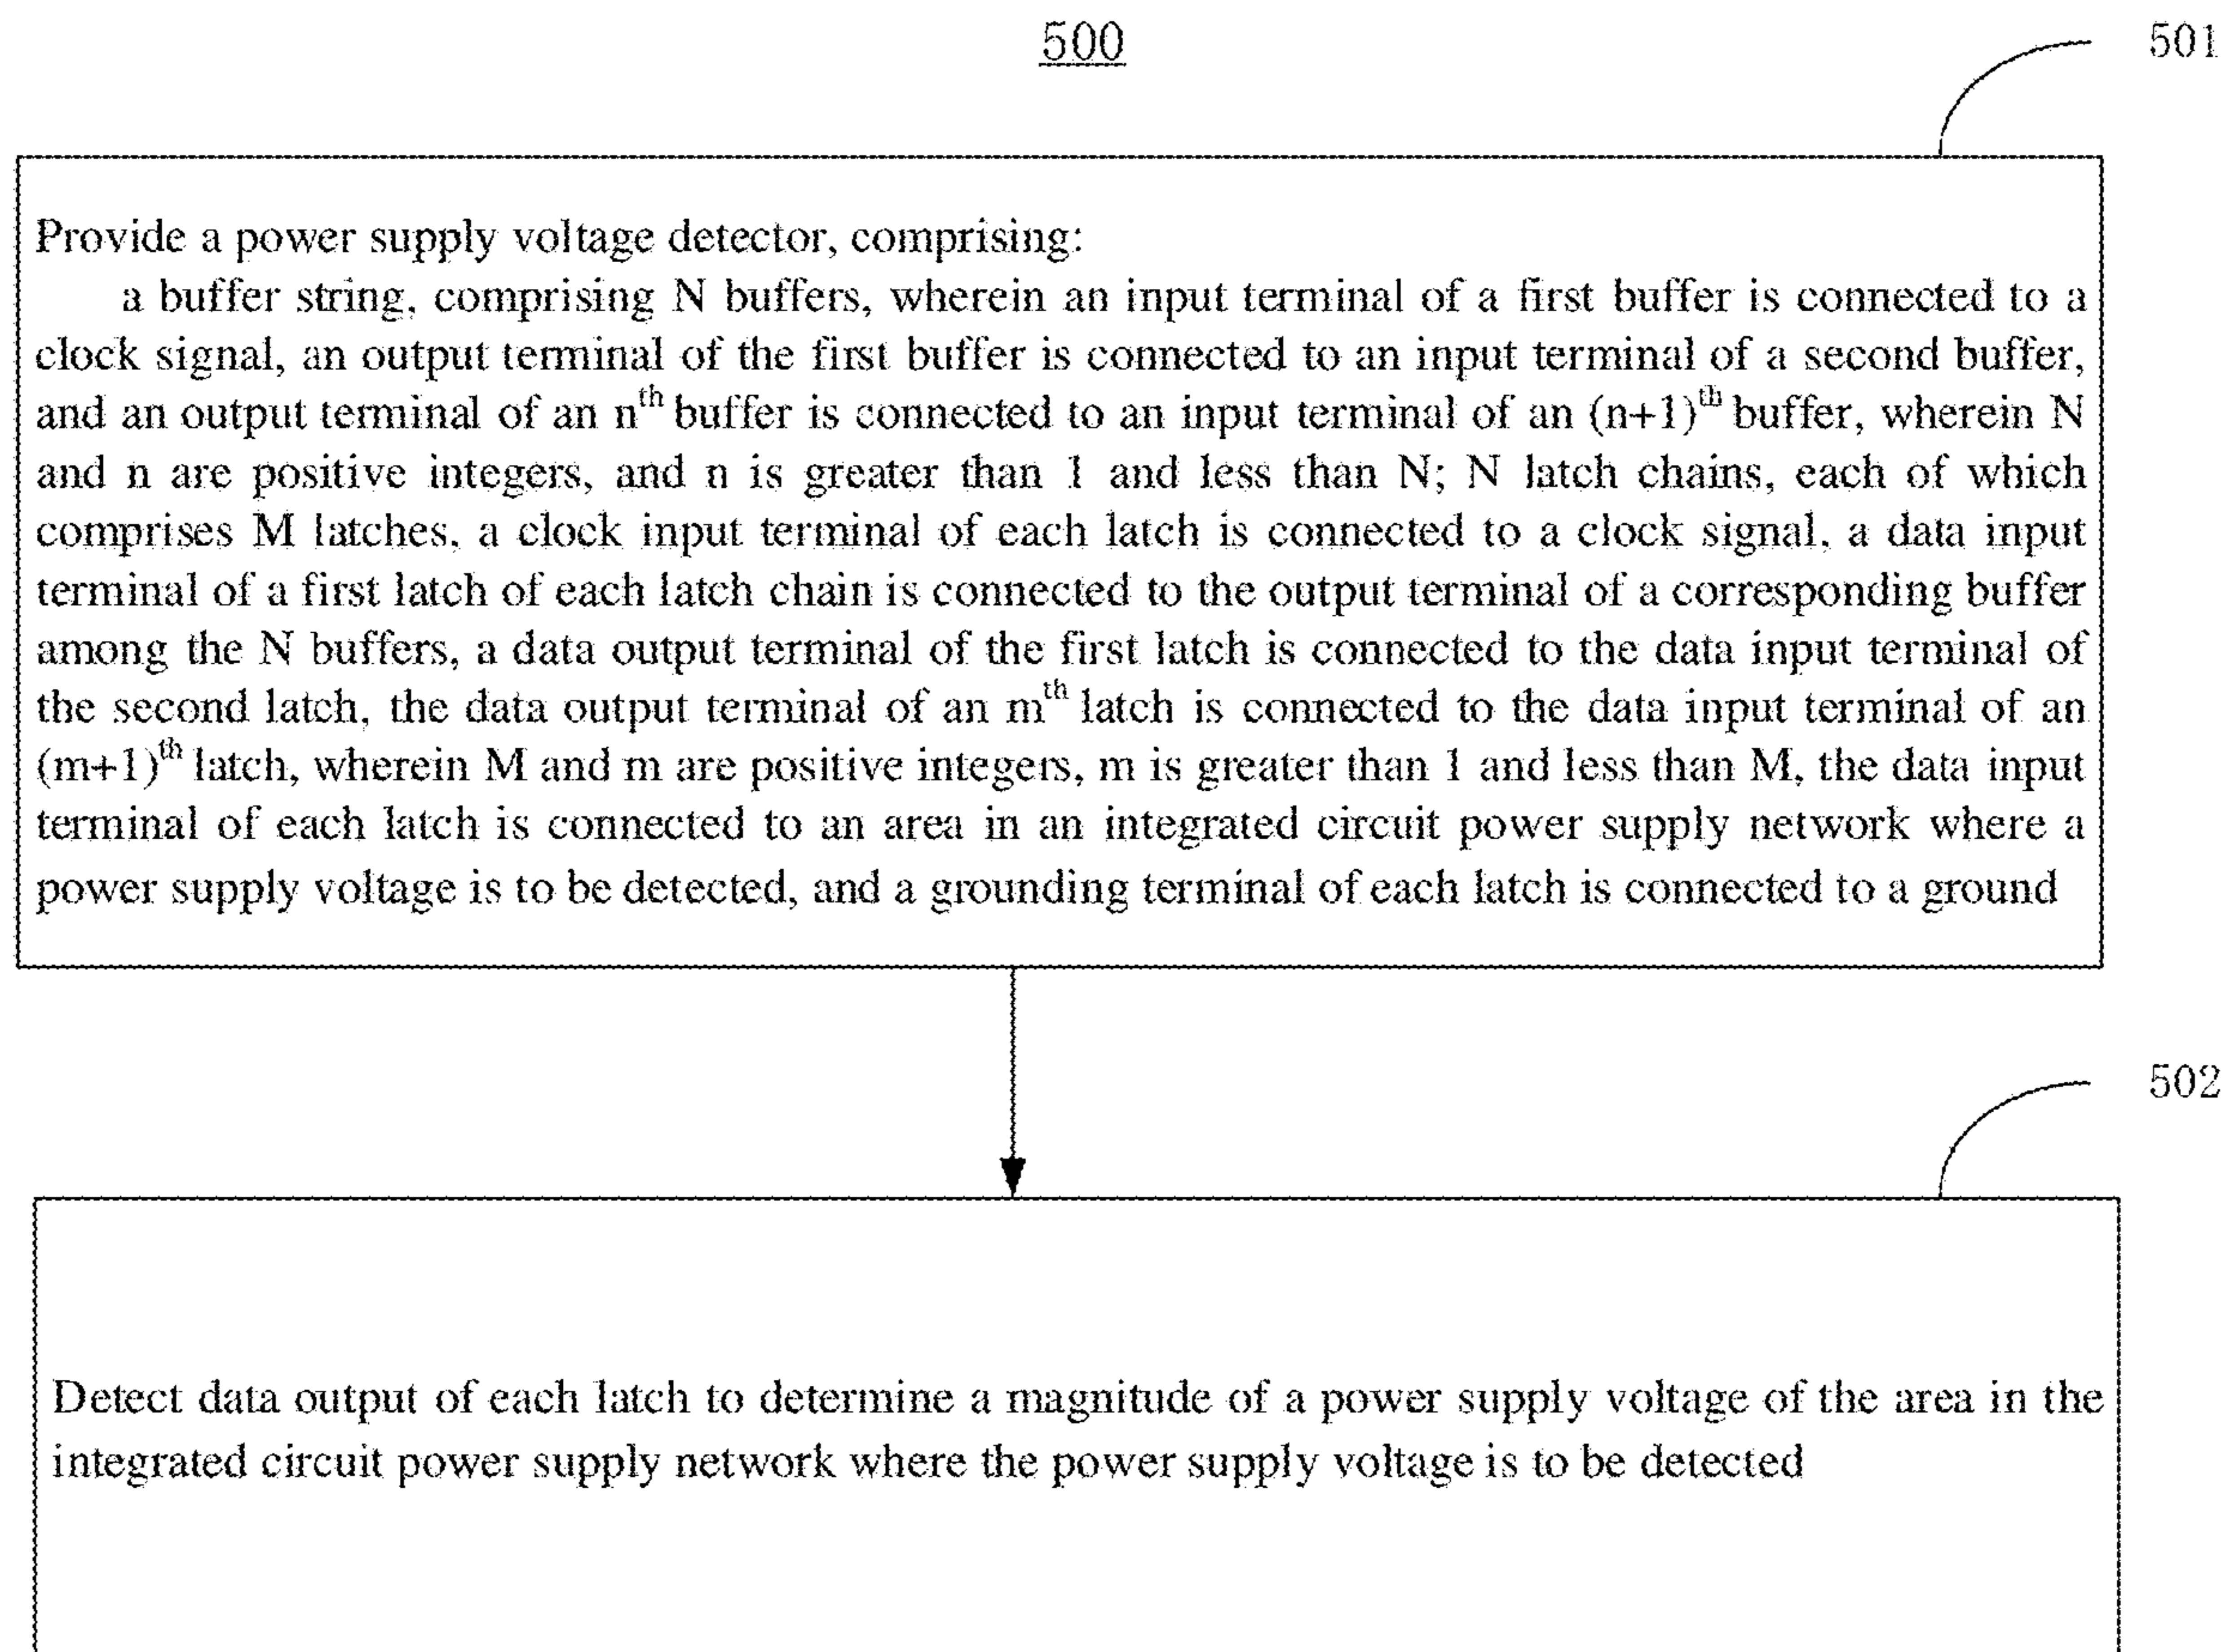 500
501
Provide a power supply voltage detector, comprising:
a buffer string, comprising N buffers, wherein an input terminal of a first buffer is connected to a
clock signal, an output terminal of the first buffer is connected to an input terminal of a second buffer,
and an output terminal of an n^th buffer is connected to an input terminal of an (n+1)^th buffer, wherein N
and n are positive integers, and n is greater than 1 and less than N; N latch chains, each of which
comprises M latches, a clock input terminal of each latch is connected to a clock signal, a data input
terminal of a first latch of each latch chain is connected to the output terminal of a corresponding buffer
among the N buffers, a data output terminal of the first latch is connected to the data input terminal of
the second latch, the data output terminal of an m^th latch is connected to the data input terminal of an
(m+1)^th latch, wherein M and m are positive integers, m is greater than 1 and less than M, the data input
terminal of each latch is connected to an area in an integrated circuit power supply network where a
power supply voltage is to be detected, and a grounding terminal of each latch is connected to a ground
502
Detect data output of each latch to determine a magnitude of a power supply voltage of the area in the
integrated circuit power supply network where the power supply voltage is to be detected